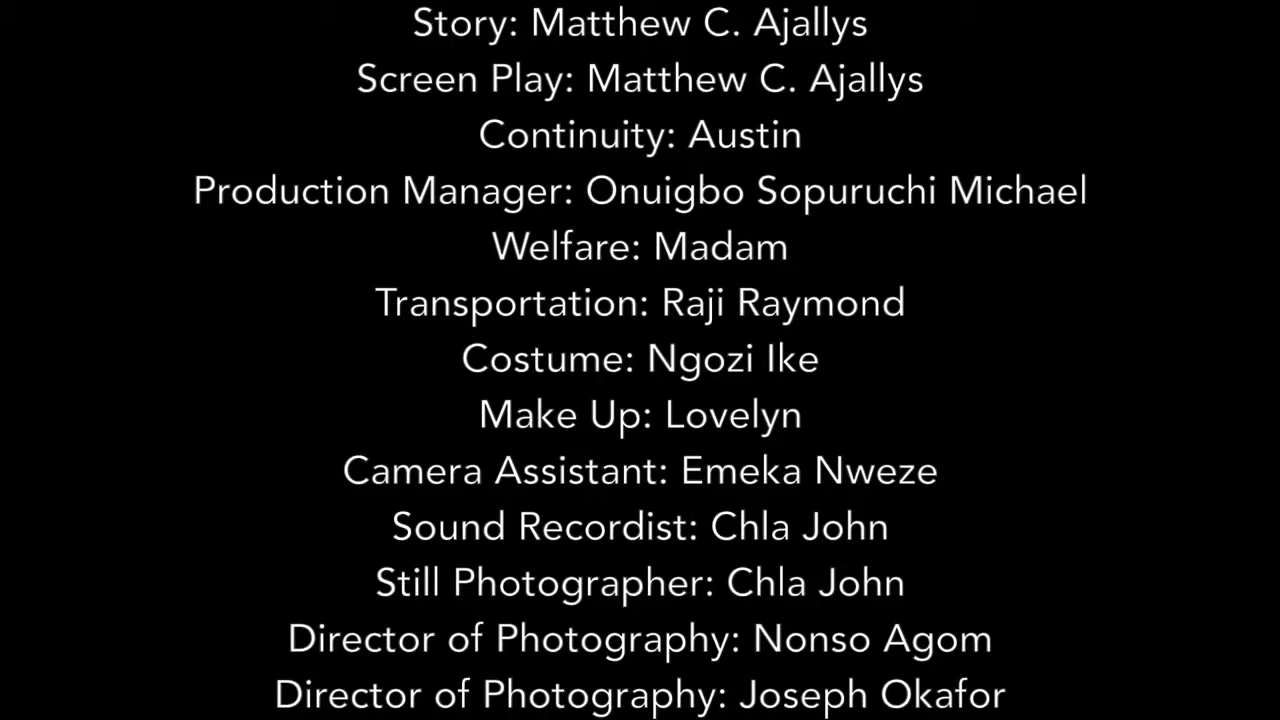 Story: Matthew C. Ajallys
Screen Play: Matthew C. Ajallys
Continuity: Austin
Production Manager: Onuigbo Sopuruchi Michael
Welfare: Madam
Transportation: Raji Raymond
Costume: Ngozi Ike
Make Up: Lovelyn
Camera Assistant: Emeka Nweze
Sound Recordist: Chla John
Still Photographer: Chla John
Director of Photography: Nonso Agom
Director of Photography: Joseph Okafor